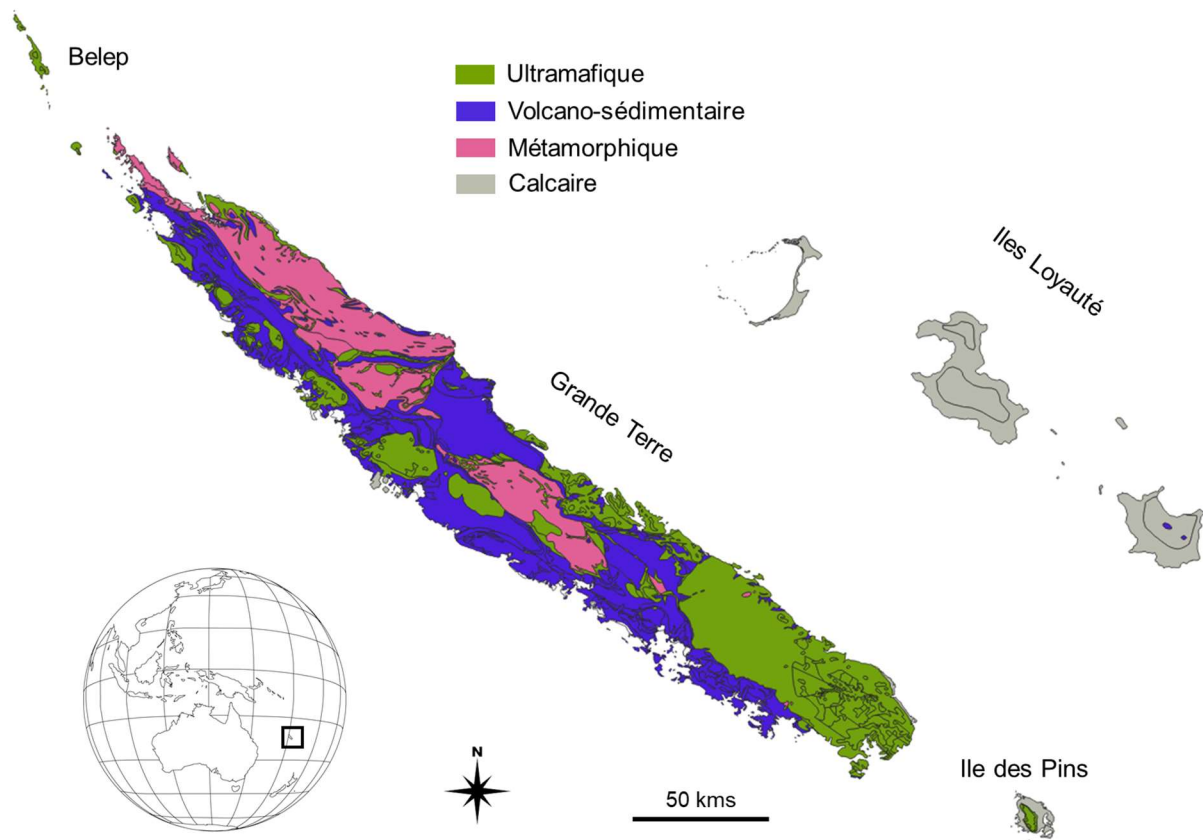 Belep
Ultramafique
Volcano-sédimentaire
Métamorphique
Calcaire
Iles Loyauté
Grande Terre
N
50 kms
Ile des Pins